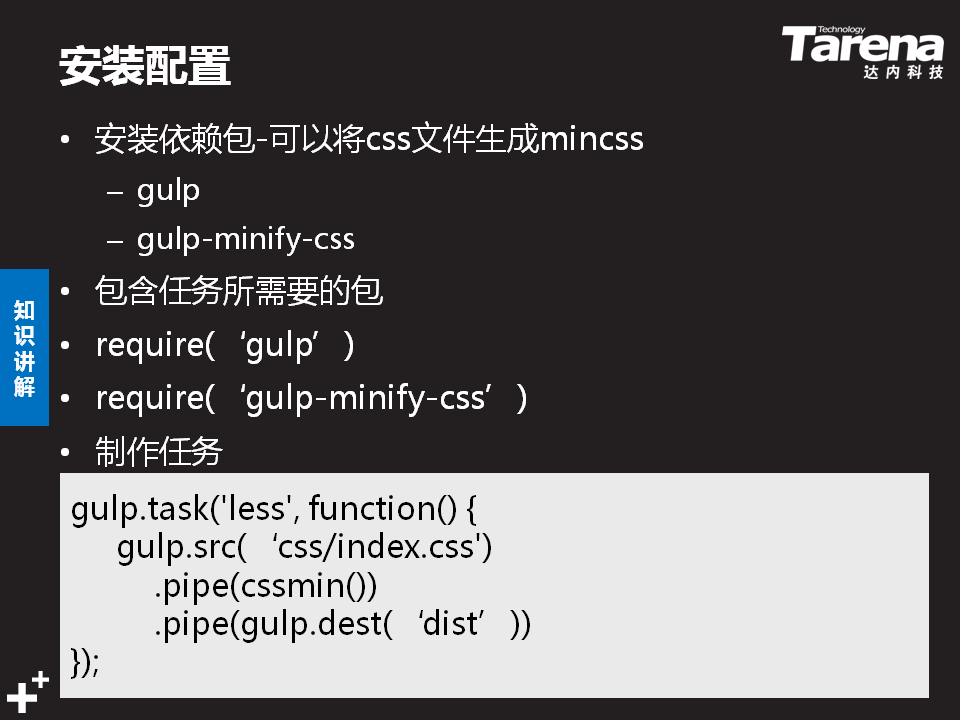 安装配置
Technology
Tarena
达内科技
• 安装依赖包-可以将css文件生成mincss
– gulp
– gulp-minify-css
• 包含任务所需要的包
• require(‘gulp’)
• require(‘gulp-minify-css’)
• 制作任务
知识讲解
gulp.task('less', function() {
gulp.src(‘css/index.css')
.pipe(cssmin())
.pipe(gulp.dest(‘dist’))
});